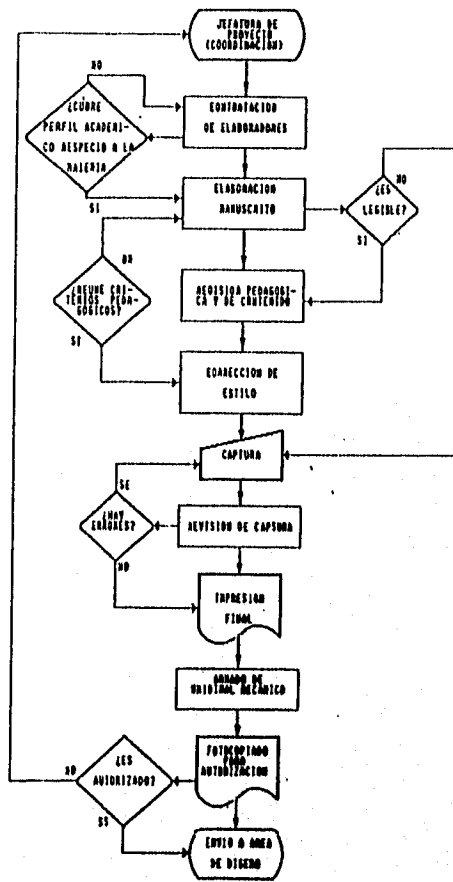 JEFATURA DE
PROYECTO
(COORDINACION)
NO
¿CUBRE
PERFIL ACADEMI-
CO RESPECTO A LA
MATERIA
CONTRATACION
DE ELABORADORES
SI
ELABORACION
MANUSCRITO
NO
¿ES
LEGIBLE?
SI
NO
¿REUNE CRI-
TERIOS PEDA-
GOGICOS?
SI
REVISION PEDAGOGI-
CA Y DE CONTENIDO
CORRECCION DE
ESTILO
CAPTURA
SI
¿HAY
ERRORES?
NO
REVISION DE CAPTURA
IMPRESION
FINAL
ARMADO DE
ORIGINAL MECANICO
FOTOCOPIADO
PARA
AUTORIZACION
NO
¿ES
AUTORIZADO?
SI
ENVIO A AREA
DE DISEÑO